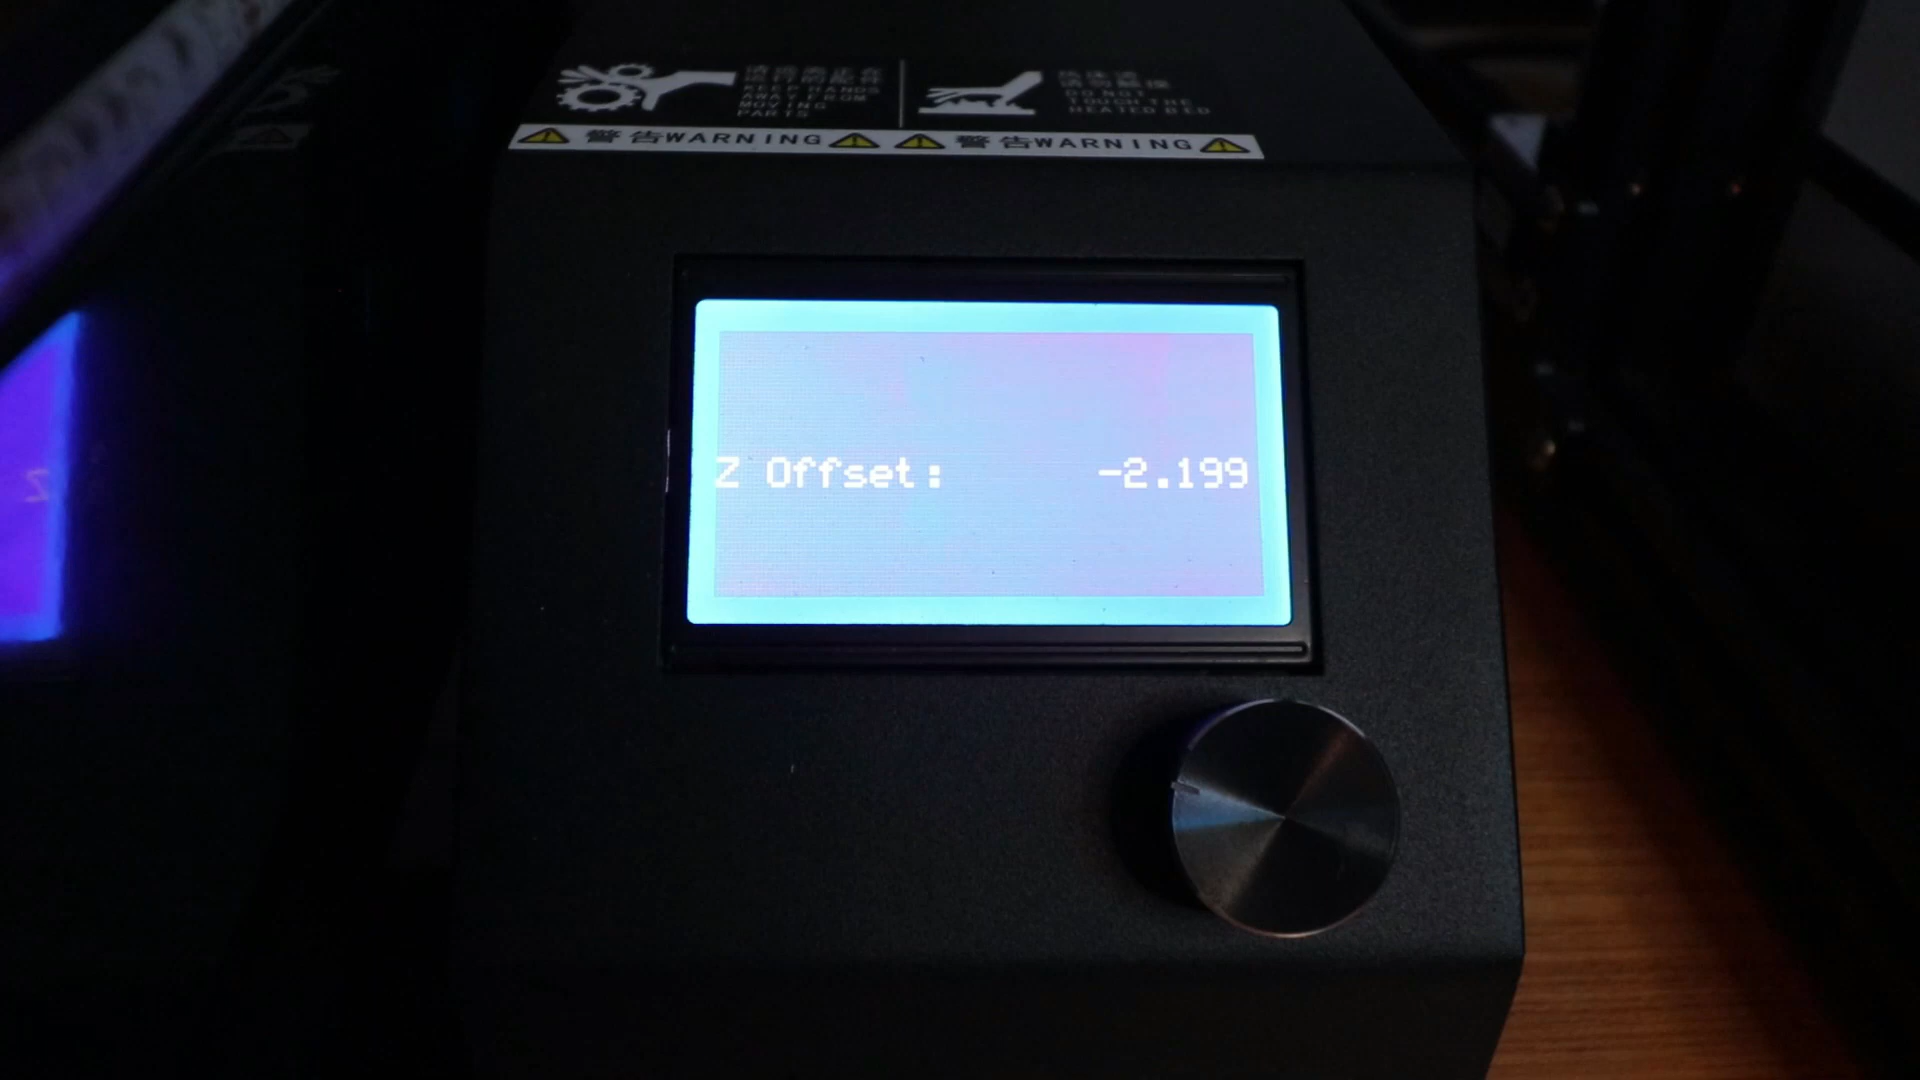 KEEP HANDS
AWAY FROM
MOVING
PARTS
DO NOT
TOUCH THE
HEATED BED
警告WARNING
警告WARNING
Z Offset: -2.199